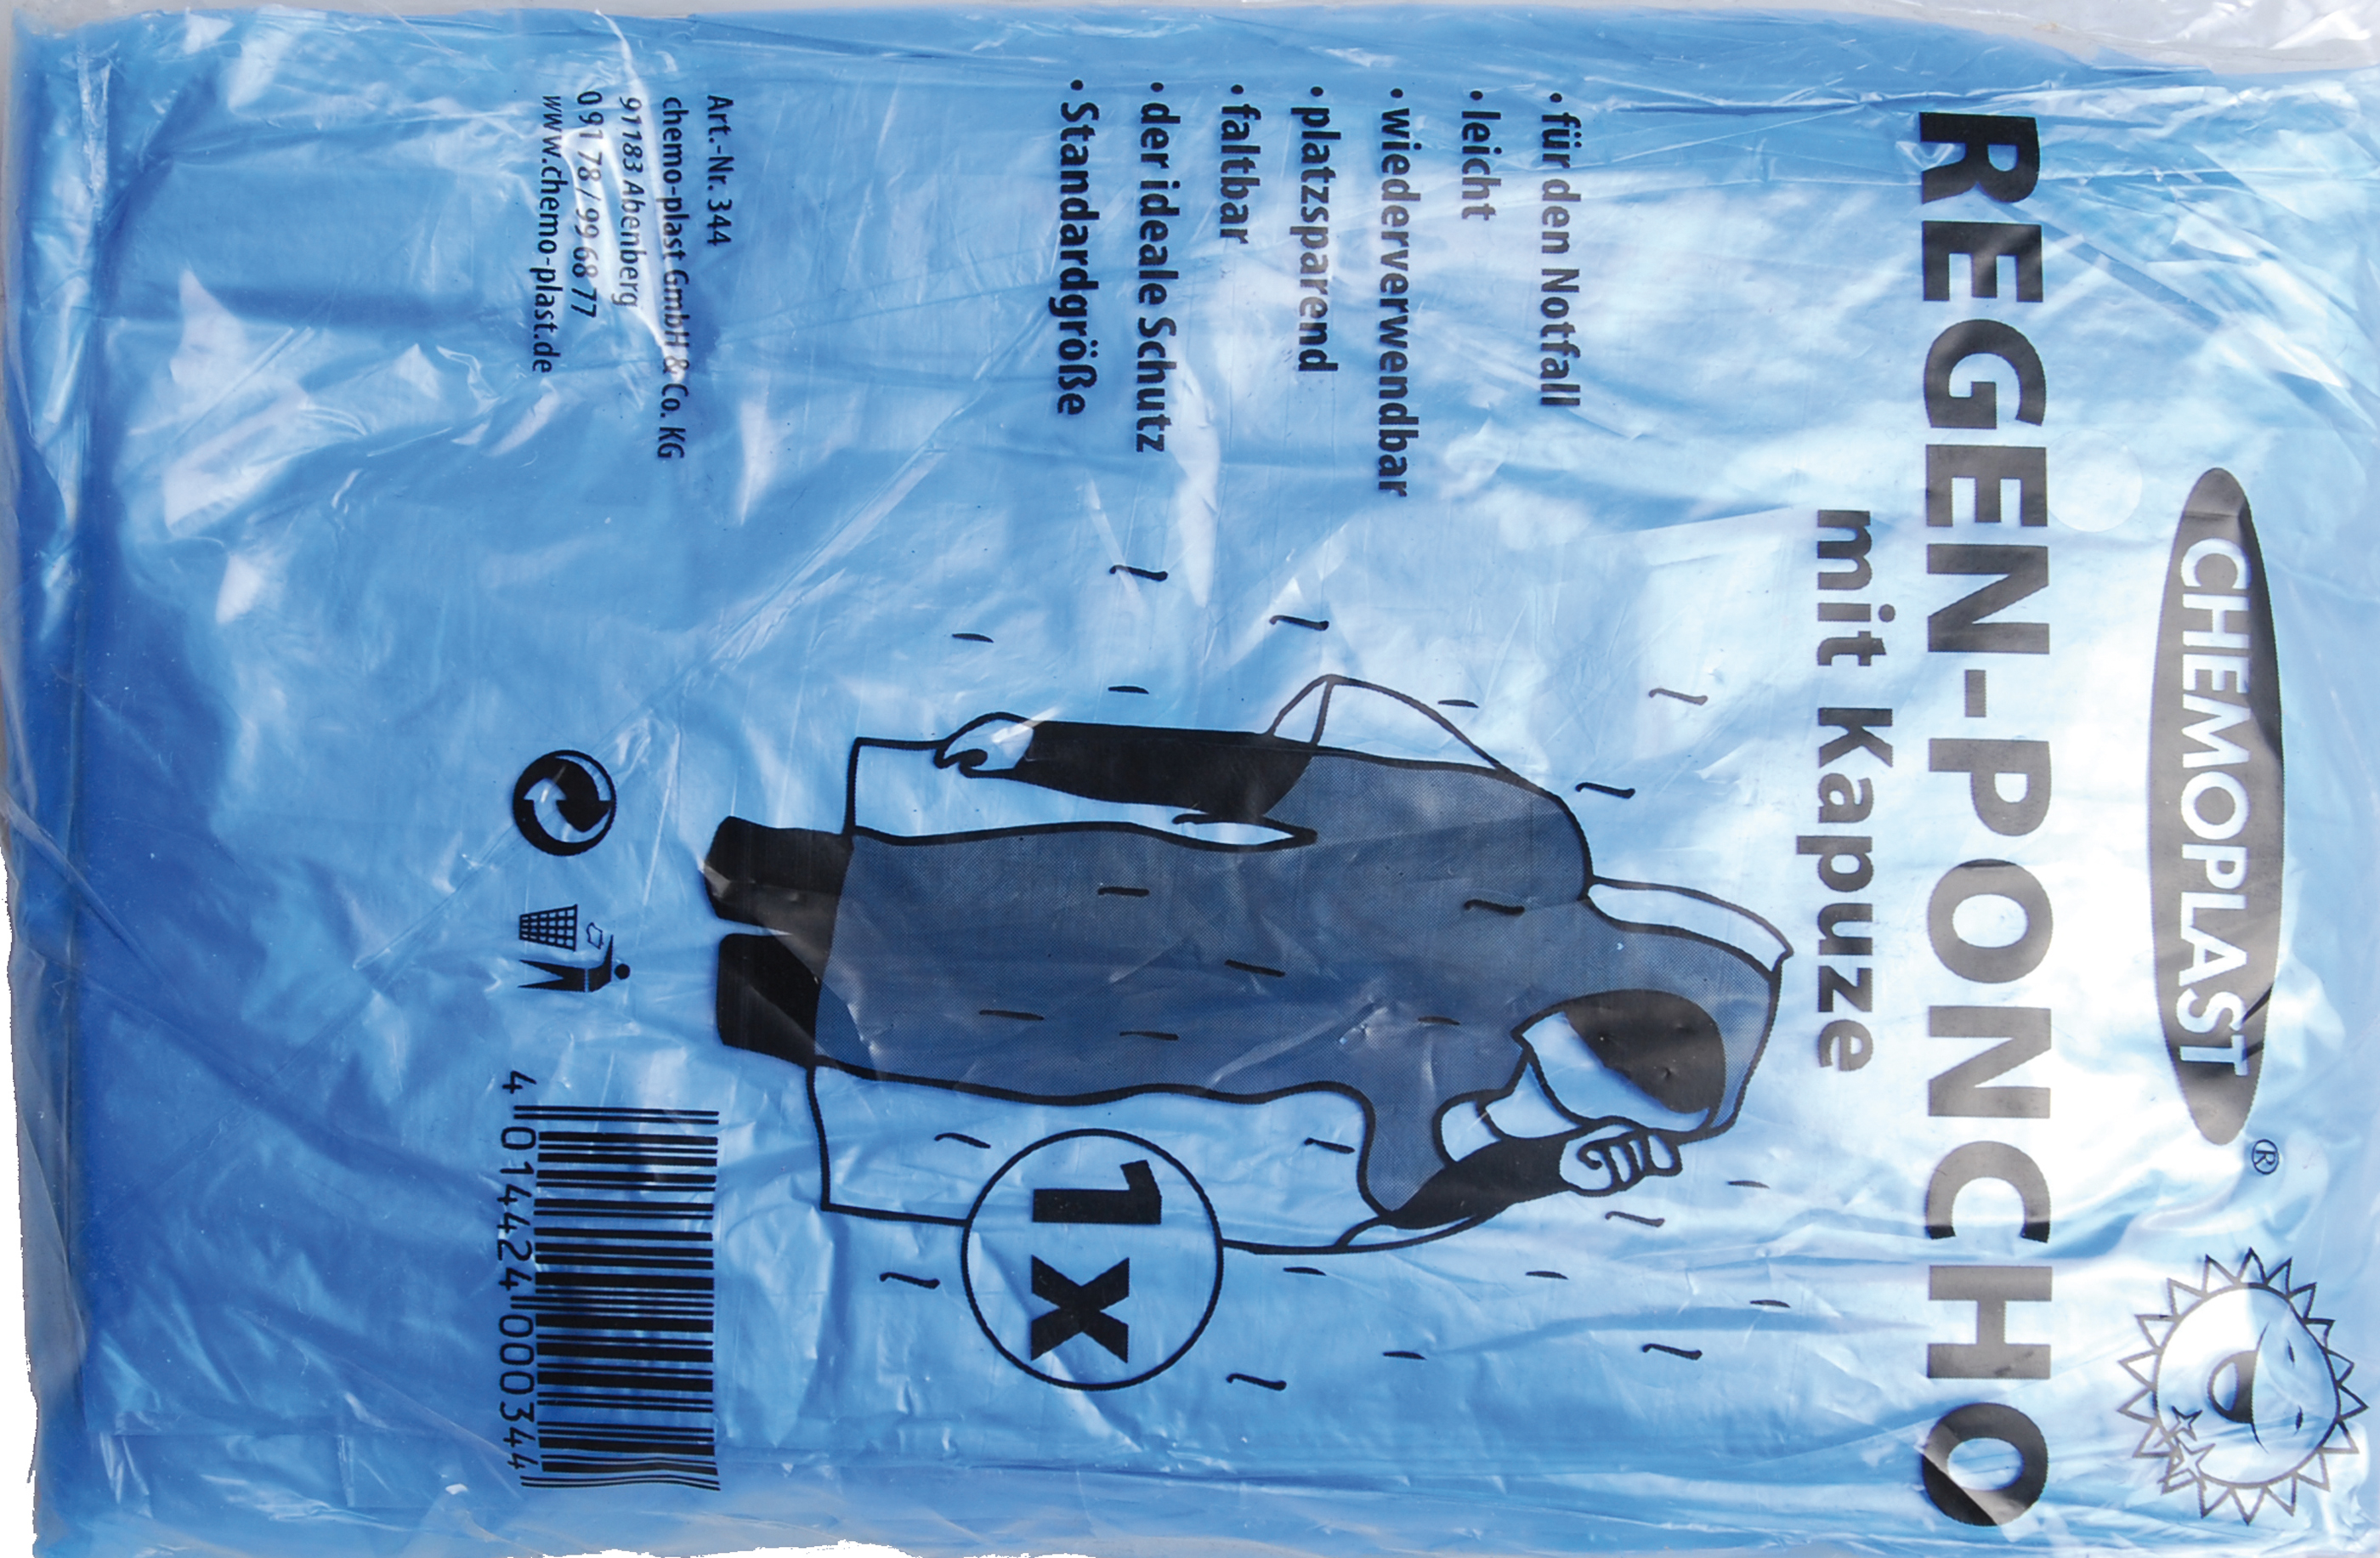 CHEMOPLAST®
REGEN-PONCHO
mit Kapuze
• für den Notfall
• leicht
• wiederverwendbar
• platzsparend
• faltbar
• der ideale Schutz
• Standardgröße
1x
Art.-Nr. 344
chemo-plast GmbH & Co. KG
91183 Abenberg
0 91 78 / 99 68 77
www.chemo-plast.de
4 014424 000344